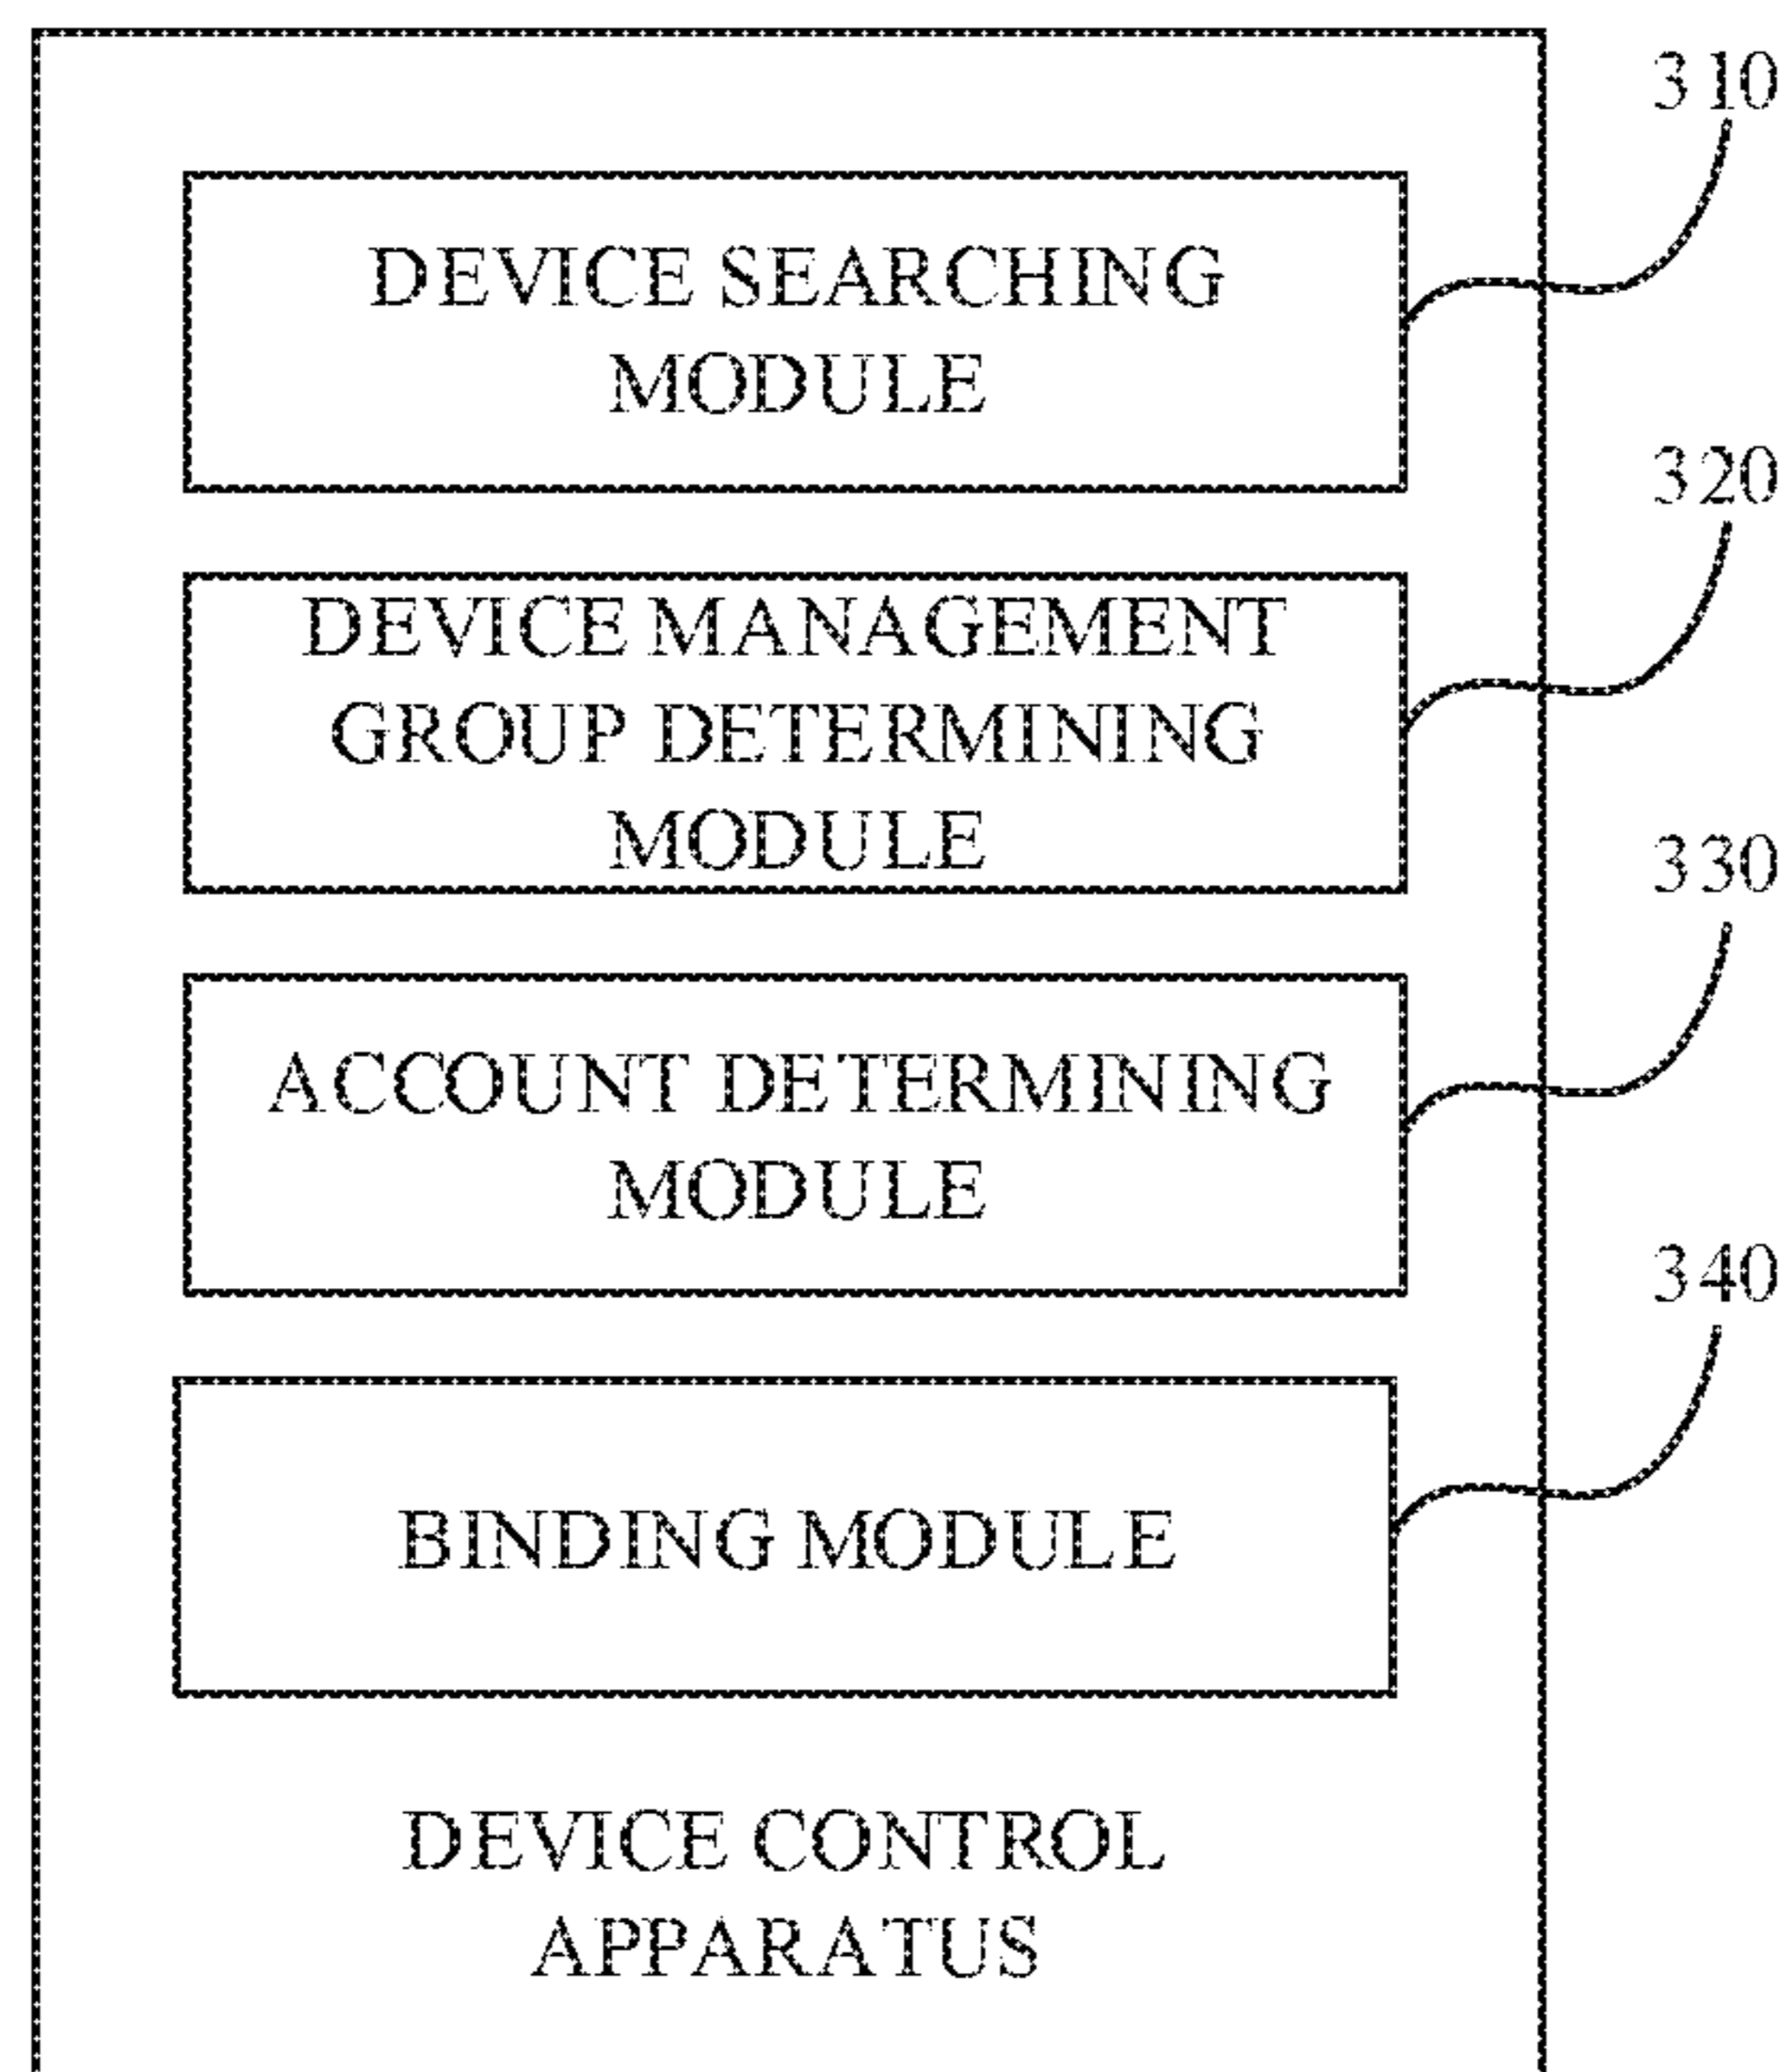 310
DEVICE SEARCHING
MODULE
320
DEVICE MANAGEMENT
GROUP DETERMINING
MODULE
330
ACCOUNT DETERMINING
MODULE
340
BINDING MODULE
DEVICE CONTROL
APPARATUS